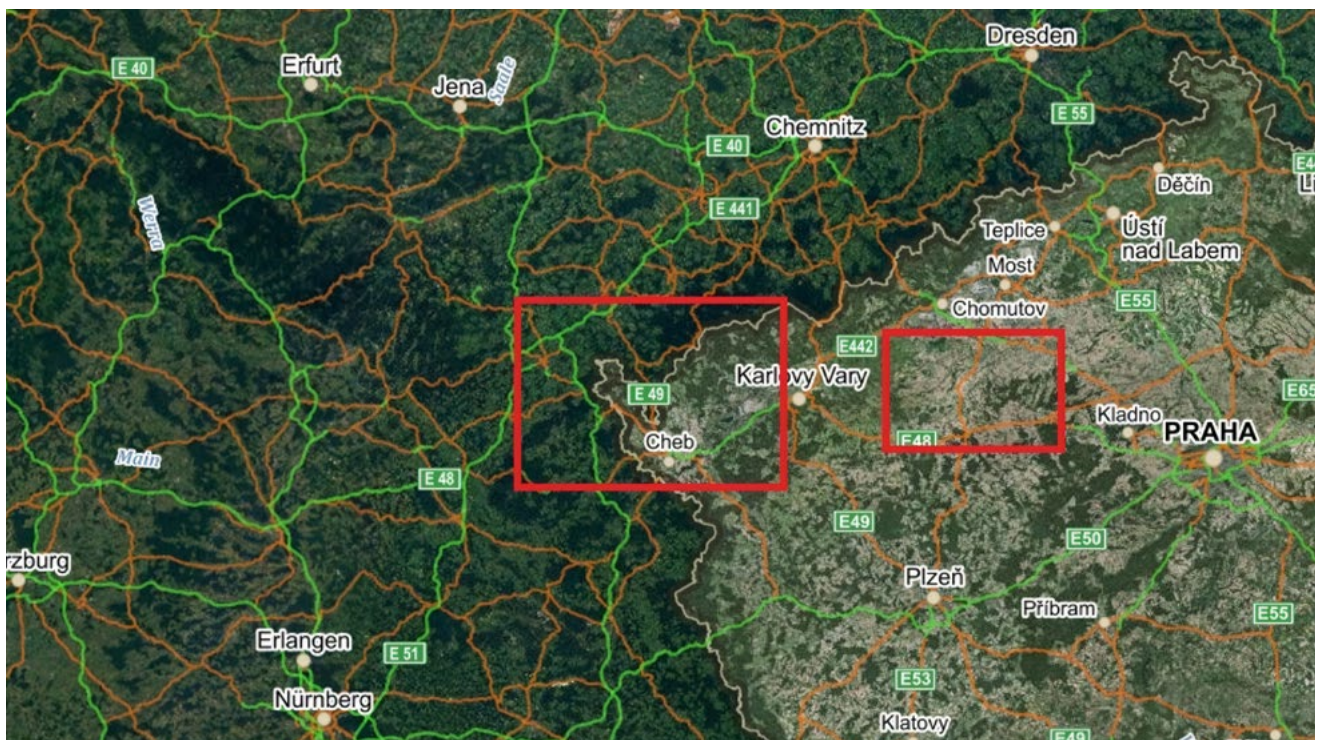 Dresden
Erfurt
E 40
Jena
Saale
E 55
Chemnitz
E 40
Děčín
E 441
Werra
Teplice
Ústí
nad Labem
Most
E55
Chomutov
E442
Karlovy Vary
E 49
E65
Kladno
PRAHA
Cheb
E48
Main
E 48
E49
E50
rzburg
Plzeň
Příbram
E55
Erlangen
E 51
E53
Nürnberg
Klatovy
E49